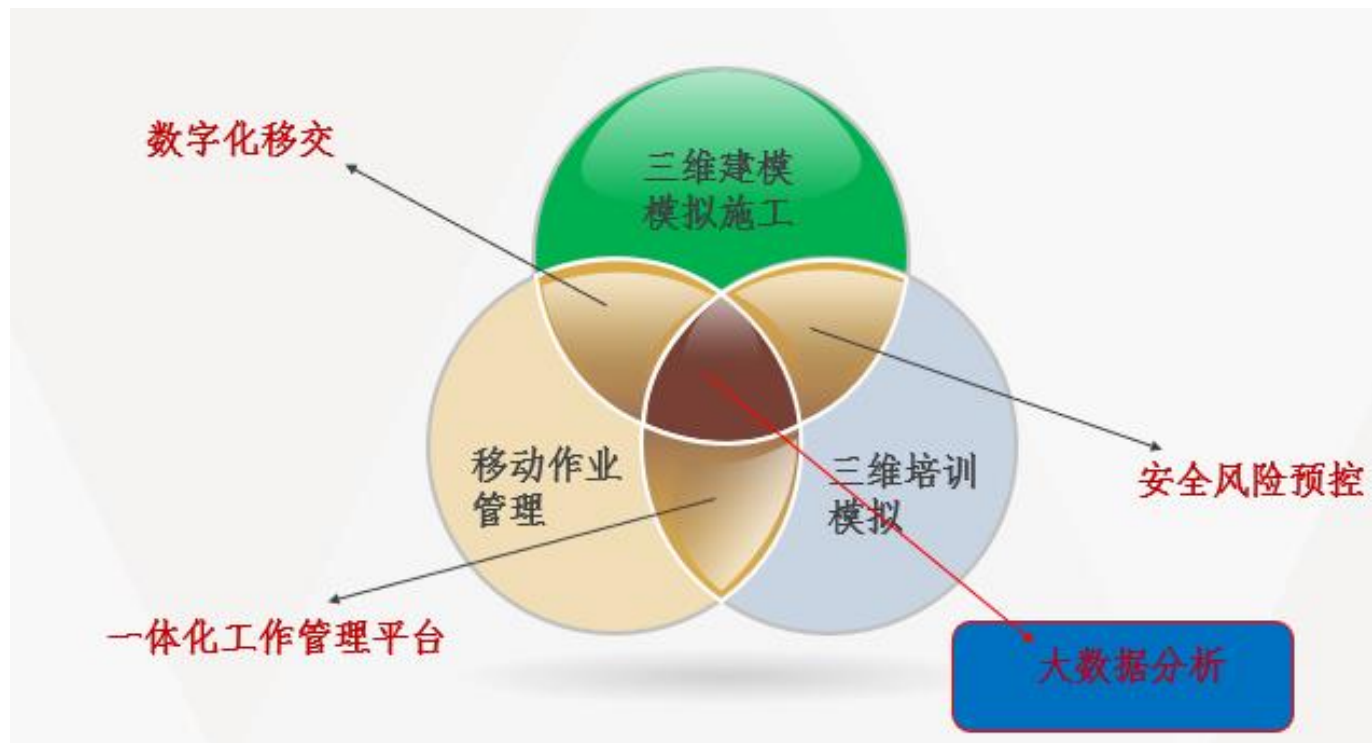 数字化移交
三维建模
模拟施工
移动作业
管理
三维培训
模拟
安全风险预控
一体化工作管理平台
大数据分析